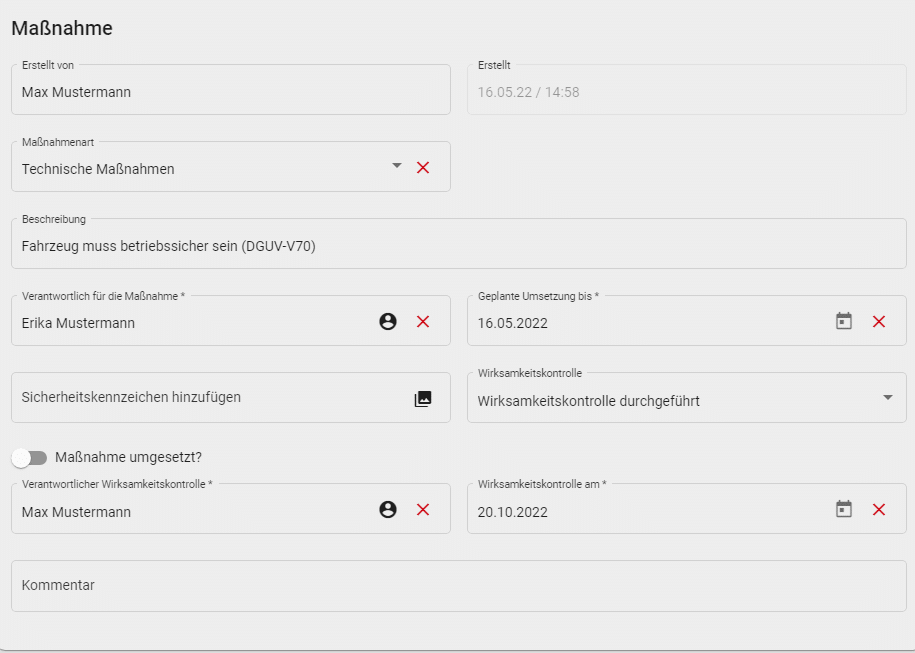 Maßnahme
Erstellt von
Max Mustermann
Erstellt
16.05.22 / 14:58
Maßnahmenart
Technische Maßnahmen
Beschreibung
Fahrzeug muss betriebssicher sein (DGUV-V70)
Verantwortlich für die Maßnahme *
Erika Mustermann
Geplante Umsetzung bis *
16.05.2022
Sicherheitskennzeichen hinzufügen
Wirksamkeitskontrolle
Wirksamkeitskontrolle durchgeführt
Maßnahme umgesetzt?
Verantwortlicher Wirksamkeitskontrolle *
Max Mustermann
Wirksamkeitskontrolle am *
20.10.2022
Kommentar